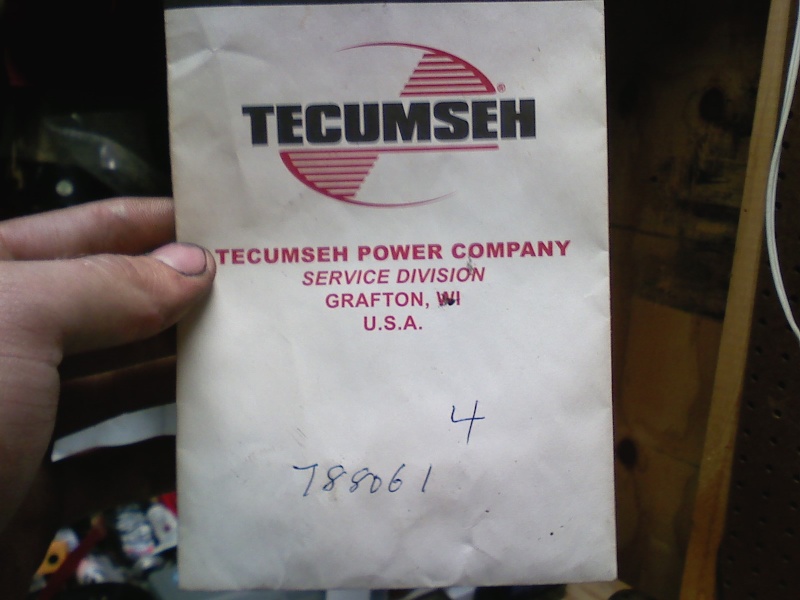 TECUMSEH®
TECUMSEH POWER COMPANY
SERVICE DIVISION
GRAFTON, WI
U.S.A.
4
788061